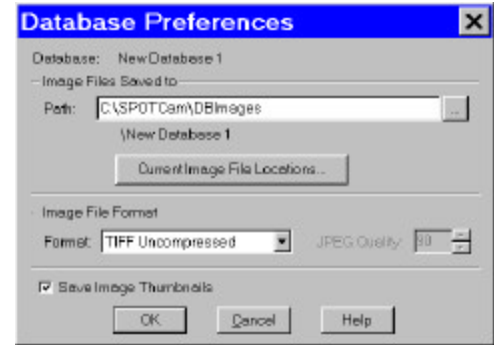 Database Preferences
Database: New Database 1
Image Files Saved to
Path: C:\SPOTCam\DBImages ...
\New Database 1
Current Image File Locations...
Image File Format
Format: TIFF Uncompressed JPEG Quality: 90
Save Image Thumbnails
OK Cancel Help